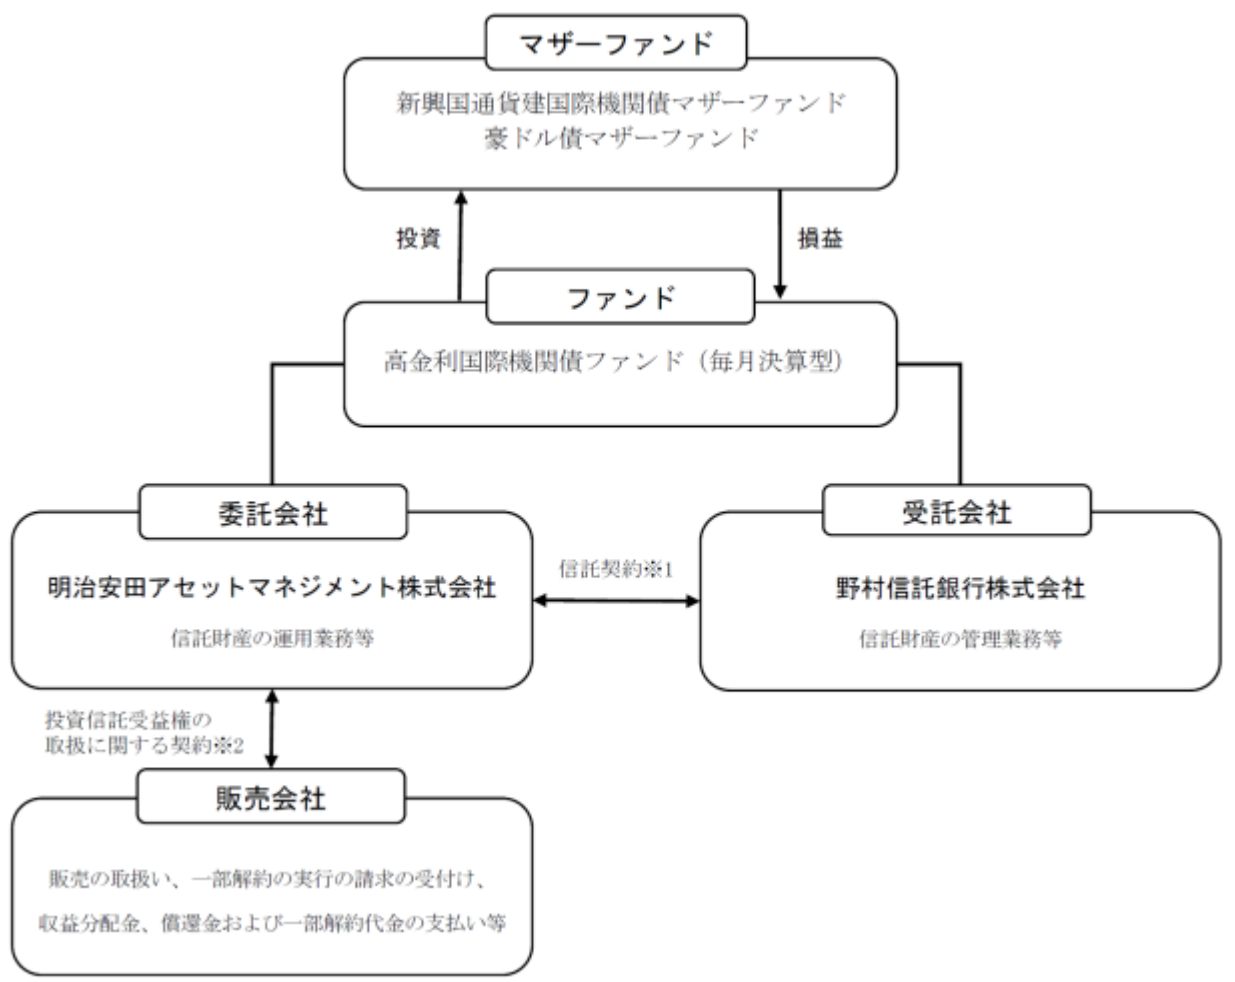 マザーファンド
新興国通貨建国際機関債マザーファンド
豪ドル債マザーファンド
投資
損益
ファンド
高金利国際機関債ファンド（毎月決算型）
委託会社
受託会社
明治安田アセットマネジメント株式会社
信託財産の運用業務等
信託契約※1
野村信託銀行株式会社
信託財産の管理業務等
投資信託受益権の
取扱に関する契約※2
販売会社
販売の取扱い、一部解約の実行の請求の受付け、
収益分配金、償還金および一部解約代金の支払い等